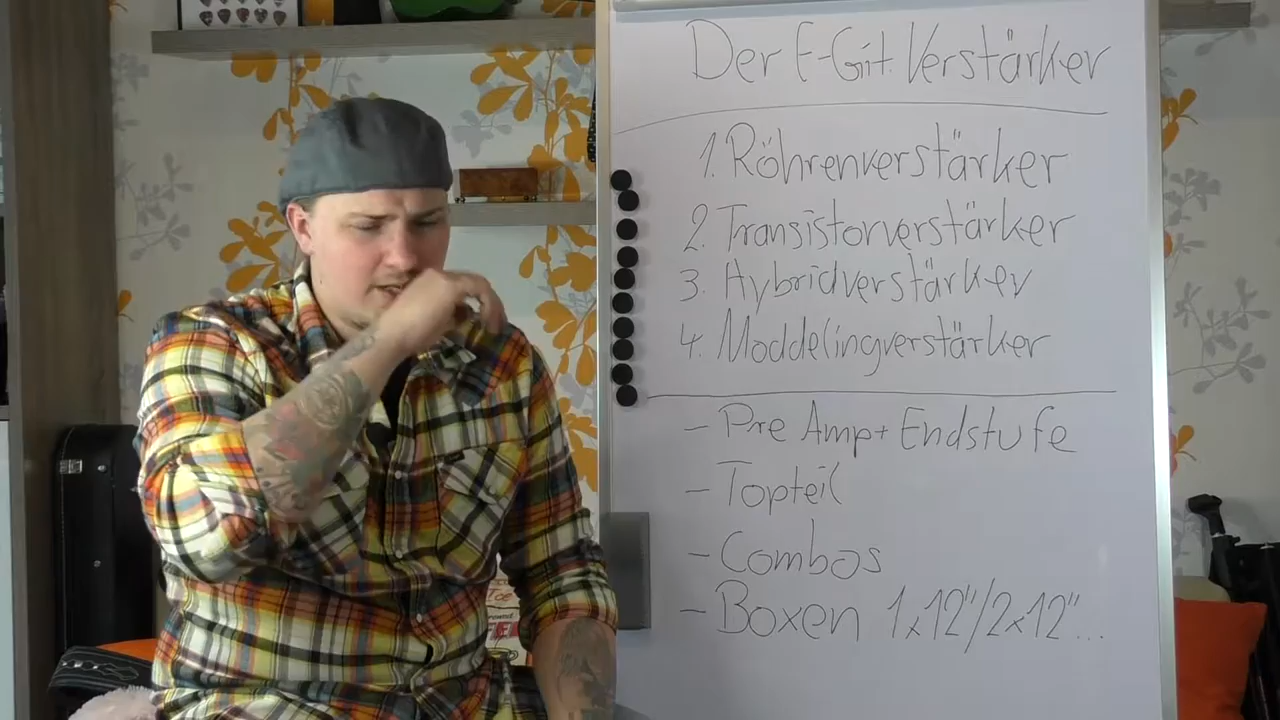 Der E-Git. Verstärker
1. Röhrenverstärker
2. Transistorverstärker
3. Hybridverstärker
4. Moddelingverstärker
- Pre Amp + Endstufe
- Topteil
- Combos
- Boxen 1x12"/2x12"...